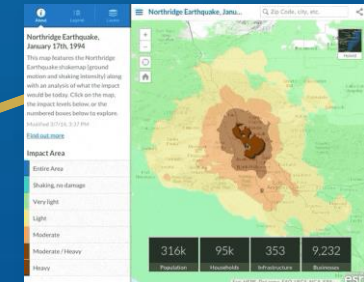 About
Legend
Layers
Northridge Earthquake, Janu...
Zip Code, city, etc.
Northridge Earthquake,
January 17th, 1994
This map features the Northridge
Earthquake shakemap (ground
motion and shaking intensity) along
with an analysis of what the impact
would be today. Click on the map,
the impact levels below, or the
numbered boxes below to explore.
Find out more
Impact Area
Entire Area
Shaking, no damage
Very light
Light
Moderate
Moderate / Heavy
Heavy
316k
95k
353
9,232
Population
Households
Infrastructure
Businesses